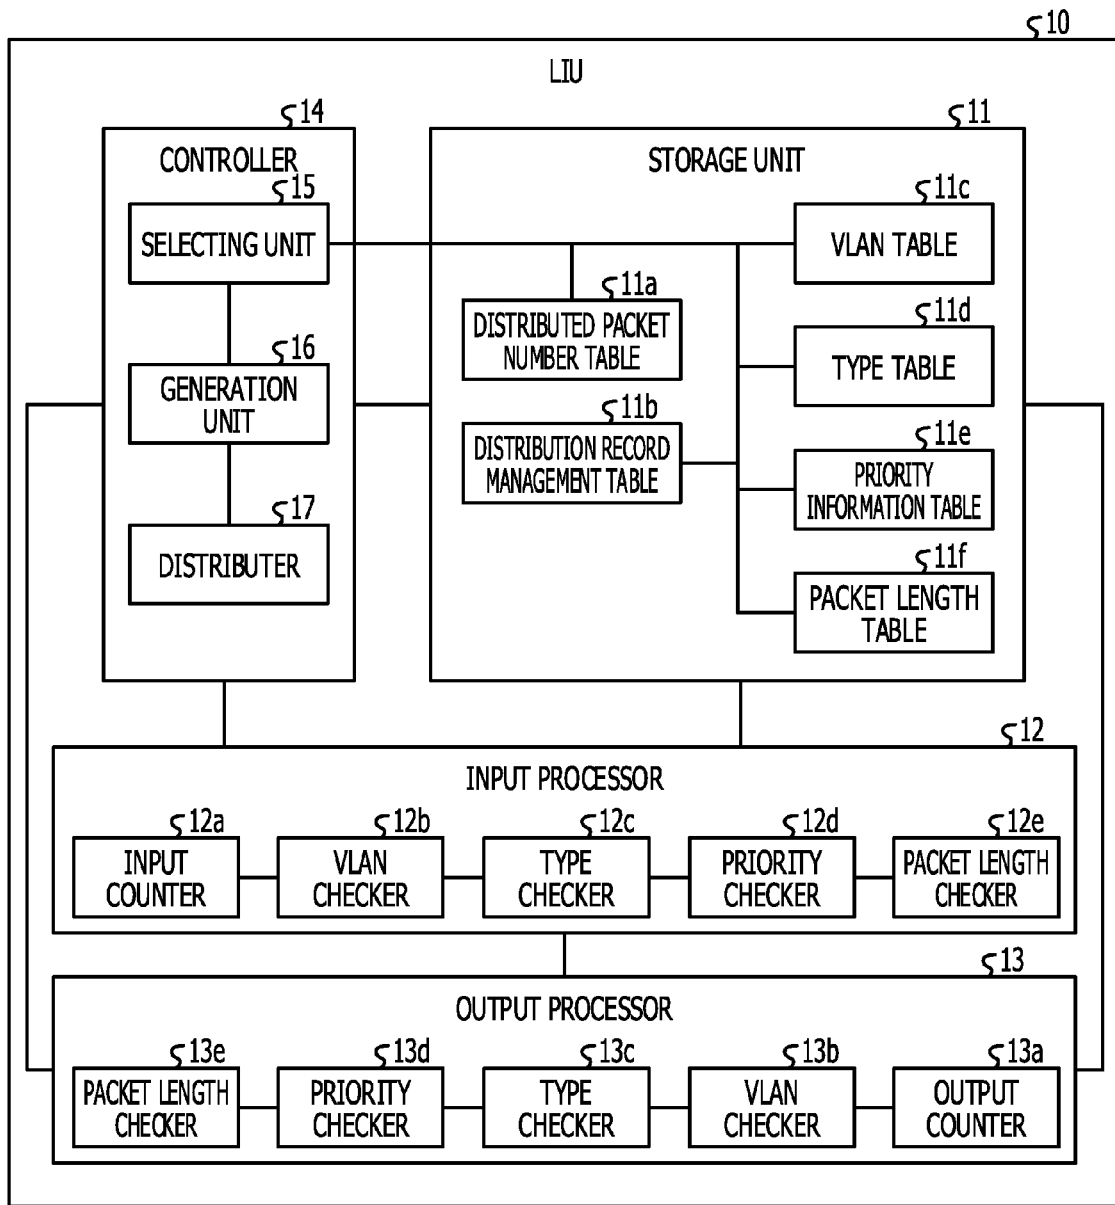 10
LIU
14
CONTROLLER
15
SELECTING UNIT
16
GENERATION
UNIT
17
DISTRIBUTER
11
STORAGE UNIT
11a
DISTRIBUTED PACKET
NUMBER TABLE
11b
DISTRIBUTION RECORD
MANAGEMENT TABLE
11c
VLAN TABLE
11d
TYPE TABLE
11e
PRIORITY
INFORMATION TABLE
11f
PACKET LENGTH
TABLE
12
INPUT PROCESSOR
12a
INPUT
COUNTER
12b
VLAN
CHECKER
12c
TYPE
CHECKER
12d
PRIORITY
CHECKER
12e
PACKET LENGTH
CHECKER
13
OUTPUT PROCESSOR
13e
PACKET LENGTH
CHECKER
13d
PRIORITY
CHECKER
13c
TYPE
CHECKER
13b
VLAN
CHECKER
13a
OUTPUT
COUNTER